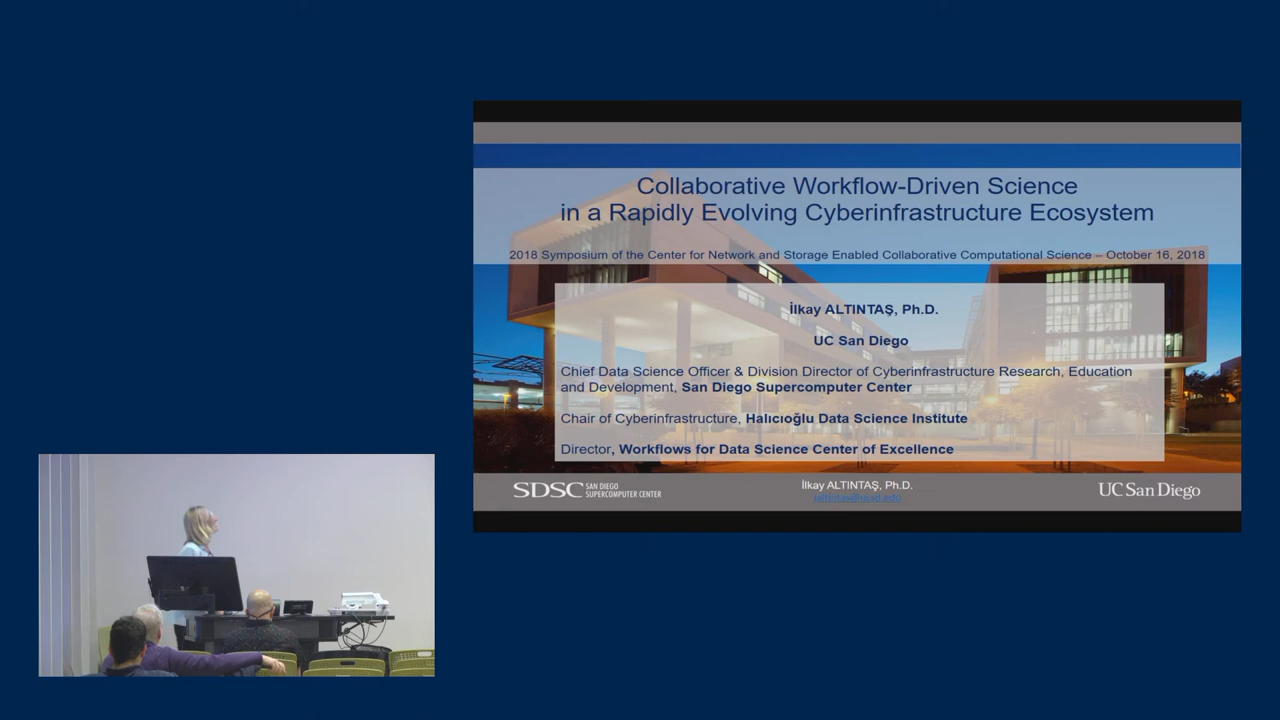 Collaborative Workflow-Driven Science
in a Rapidly Evolving Cyberinfrastructure Ecosystem
2018 Symposium of the Center for Network and Storage Enabled Collaborative Computational Science – October 16, 2018
İlkay ALTINTAŞ, Ph.D.
UC San Diego
Chief Data Science Officer & Division Director of Cyberinfrastructure Research, Education
and Development, San Diego Supercomputer Center
Chair of Cyberinfrastructure, Halıcıoğlu Data Science Institute
Director, Workflows for Data Science Center of Excellence
SDSC SAN DIEGO
SUPERCOMPUTER CENTER
İlkay ALTINTAŞ, Ph.D.
UC San Diego